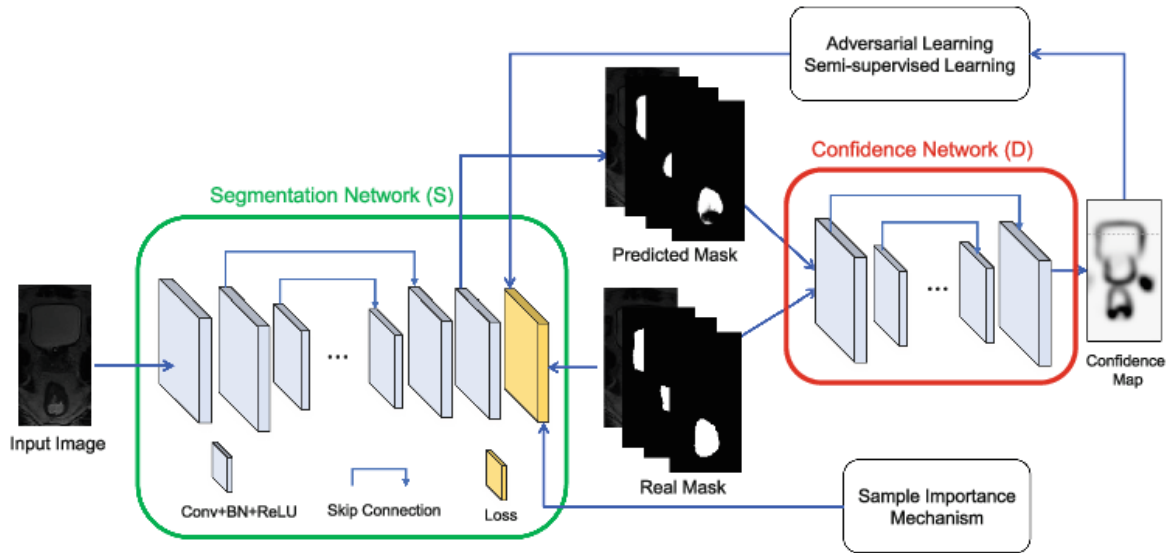 Adversarial Learning
Semi-supervised Learning
Confidence Network (D)
Segmentation Network (S)
Predicted Mask
...
...
Confidence
Map
Input Image
Real Mask
Conv+BN+ReLU
Skip Connection
Loss
Sample Importance
Mechanism